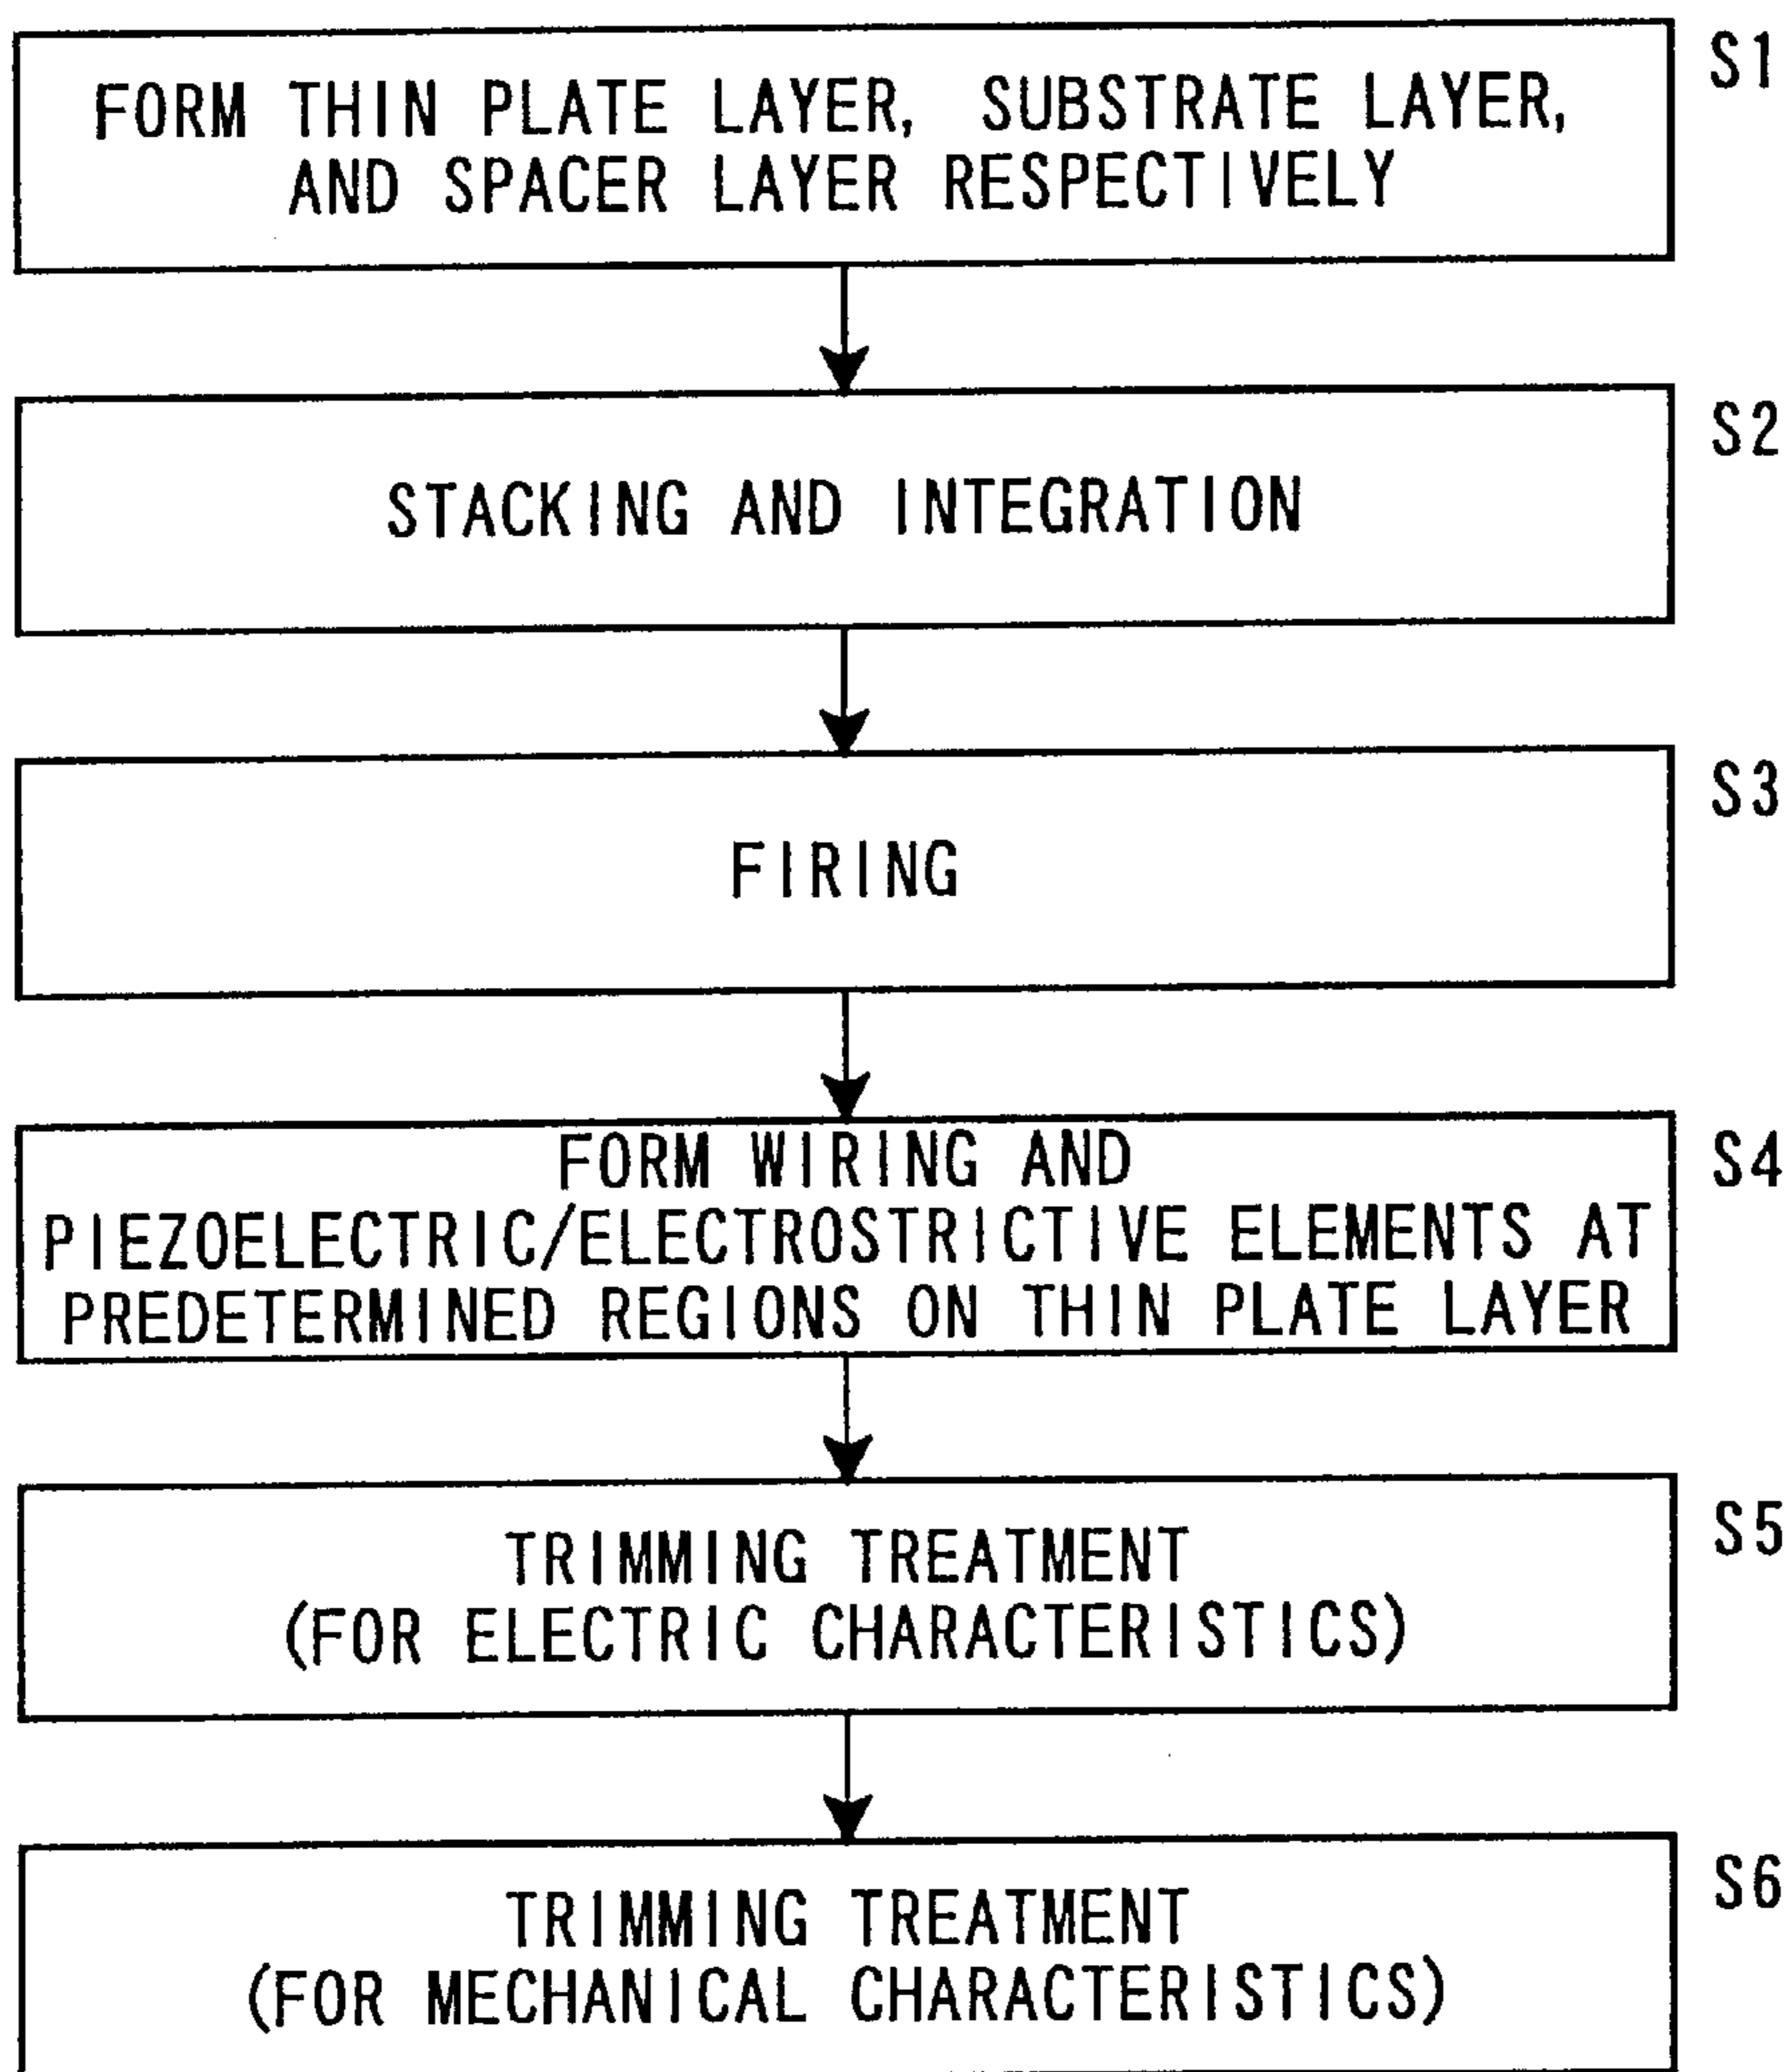 S1
FORM THIN PLATE LAYER, SUBSTRATE LAYER,
AND SPACER LAYER RESPECTIVELY
S2
STACKING AND INTEGRATION
S3
FIRING
S4
FORM WIRING AND
PIEZOELECTRIC/ELECTROSTRICTIVE ELEMENTS AT
PREDETERMINED REGIONS ON THIN PLATE LAYER
S5
TRIMMING TREATMENT
(FOR ELECTRIC CHARACTERISTICS)
S6
TRIMMING TREATMENT
(FOR MECHANICAL CHARACTERISTICS)